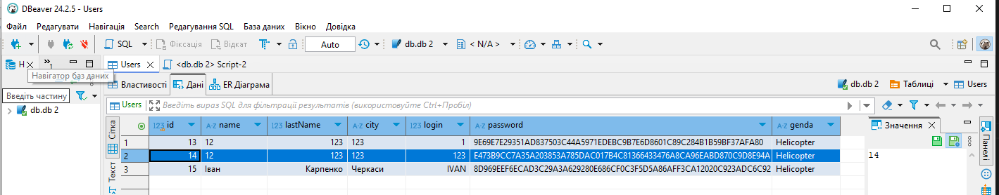 DBeaver 24.2.5 - Users
Файл Редагувати Навігація Search Редагування SQL База даних Вікно Довідка
SQL Фіксація Відкат Auto db.db 2 < N/A >
Н »1 Users <db.db 2> Script-2
Навігатор баз даних
Властивості Дані ER Діаграма db.db 2 Таблиці Users
Введіть частину
Users Введіть вираз SQL для фільтрації результатів (використовуйте Ctrl+Пробіл)
db.db 2
Сітка
Текст
123 id A-Z name 123 lastName A-Z city 123 login A-Z password A-Z genda
1 13 12 123 123 1 9E69E7E29351AD837503C44A5971EDEBC9B7E6D8601C89C284B1B59BF37AFA80 Helicopter
2 14 12 123 123 123 E473B9CC7A35A203853A785DAC017B4C81366433476A8CA96EABD870C9D8E94A Helicopter
3 15 Іван Карпенко Черкаси IVAN 8D969EEF6ECAD3C29A3A629280E686CF0C3F5D5A86AFF3CA12020C923ADC6C92 Helicopter
Значення
14
Панелі